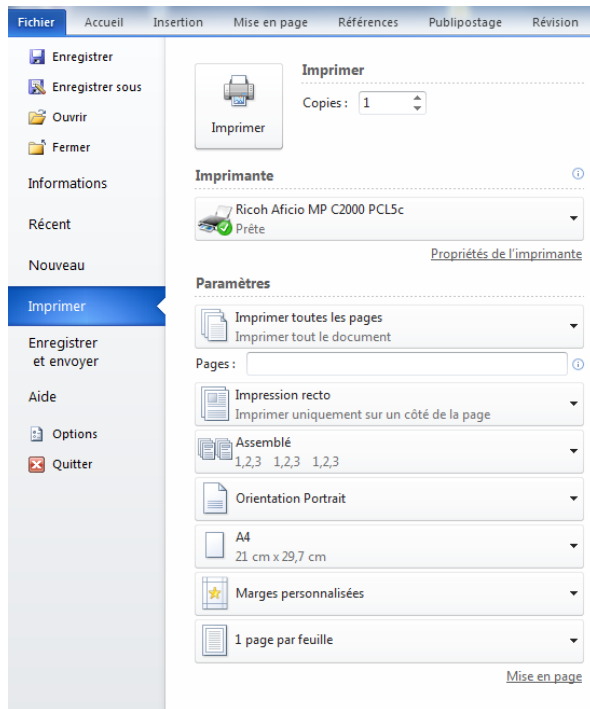 Fichier Accueil Insertion Mise en page Références Publipostage Révision
Enregistrer
Enregistrer sous
Ouvrir
Fermer
Informations
Récent
Nouveau
Imprimer
Enregistrer
et envoyer
Aide
Options
Quitter
Imprimer
Imprimer
Copies : 1
Imprimante
Ricoh Aficio MP C2000 PCL5c
Prête
Propriétés de l'imprimante
Paramètres
Imprimer toutes les pages
Imprimer tout le document
Pages :
Impression recto
Imprimer uniquement sur un côté de la page
Assemblé
1,2,3 1,2,3 1,2,3
Orientation Portrait
A4
21 cm x 29,7 cm
Marges personnalisées
1 page par feuille
Mise en page